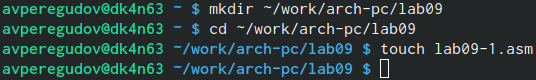 avperegudov@dk4n63 ~ $ mkdir ~/work/arch-pc/lab09
avperegudov@dk4n63 ~ $ cd ~/work/arch-pc/lab09
avperegudov@dk4n63 ~/work/arch-pc/lab09 $ touch lab09-1.asm
avperegudov@dk4n63 ~/work/arch-pc/lab09 $